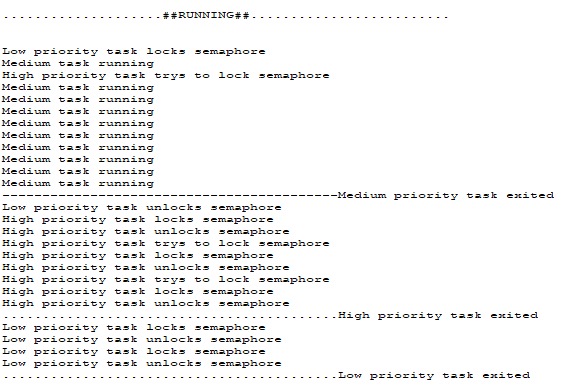 ....................##RUNNING##.........................
Low priority task locks semaphore
Medium task running
High priority task trys to lock semaphore
Medium task running
Medium task running
Medium task running
Medium task running
Medium task running
Medium task running
Medium task running
Medium task running
Medium task running
------------------------------------------Medium priority task exited
Low priority task unlocks semaphore
High priority task locks semaphore
High priority task unlocks semaphore
High priority task trys to lock semaphore
High priority task locks semaphore
High priority task unlocks semaphore
High priority task trys to lock semaphore
High priority task locks semaphore
High priority task unlocks semaphore
..........................................High priority task exited
Low priority task locks semaphore
Low priority task unlocks semaphore
Low priority task locks semaphore
Low priority task unlocks semaphore
..........................................Low priority task exited